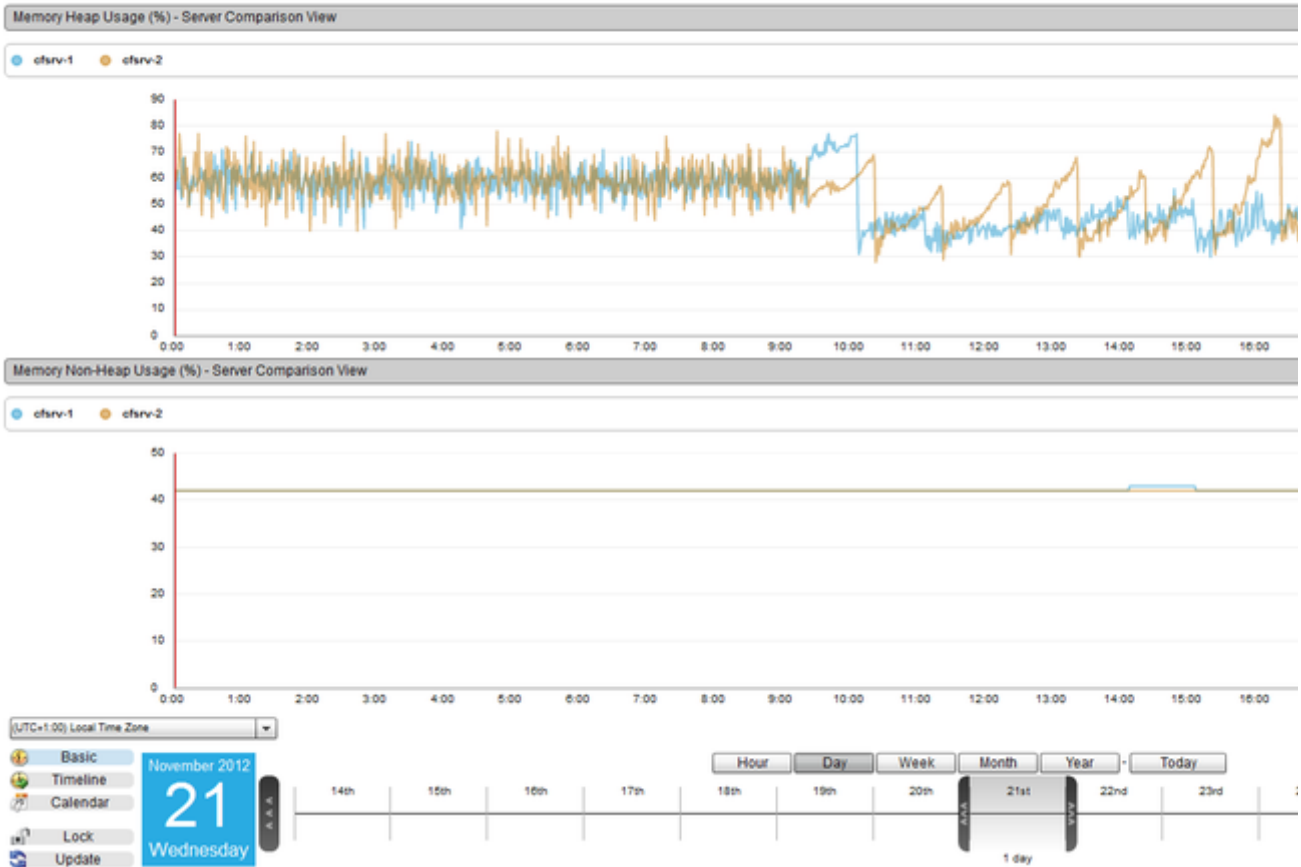 Memory Heap Usage (%) - Server Comparison View
cfsrv-1 cfsrv-2
90
80
70
60
50
40
30
20
10
0
0:00 1:00 2:00 3:00 4:00 5:00 6:00 7:00 8:00 9:00 10:00 11:00 12:00 13:00 14:00 15:00 16:00
Memory Non-Heap Usage (%) - Server Comparison View
cfsrv-1 cfsrv-2
50
40
30
20
10
0
0:00 1:00 2:00 3:00 4:00 5:00 6:00 7:00 8:00 9:00 10:00 11:00 12:00 13:00 14:00 15:00 16:00
(UTC+1:00) Local Time Zone
Basic
Timeline
Calendar
Lock
Update
November 2012
21
Wednesday
Hour Day Week Month Year - Today
14th 15th 16th 17th 18th 19th 20th 21st 22nd 23rd
1 day